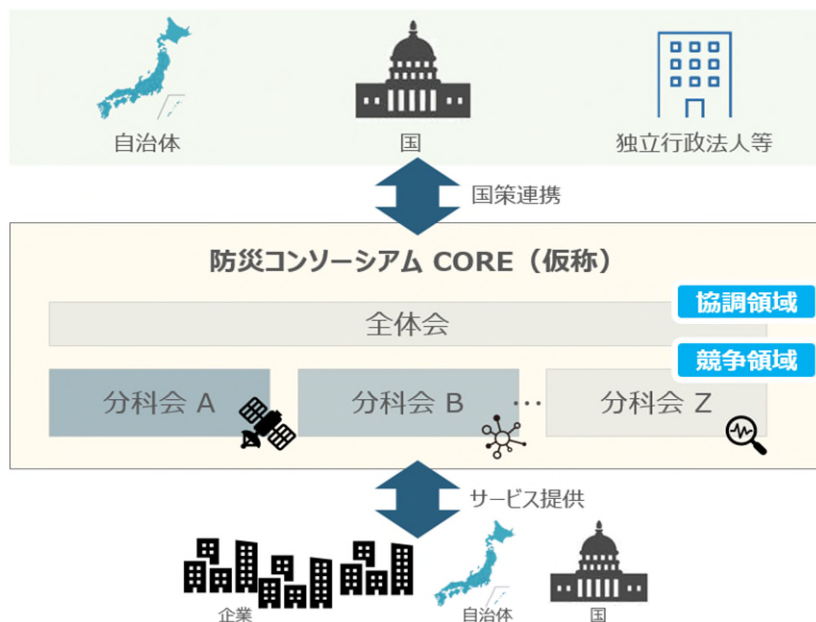 自治体
国
独立行政法人等
国策連携
防災コンソーシアム CORE（仮称）
協調領域
全体会
競争領域
分科会 A
分科会 B
…
分科会 Z
サービス提供
企業
自治体
国